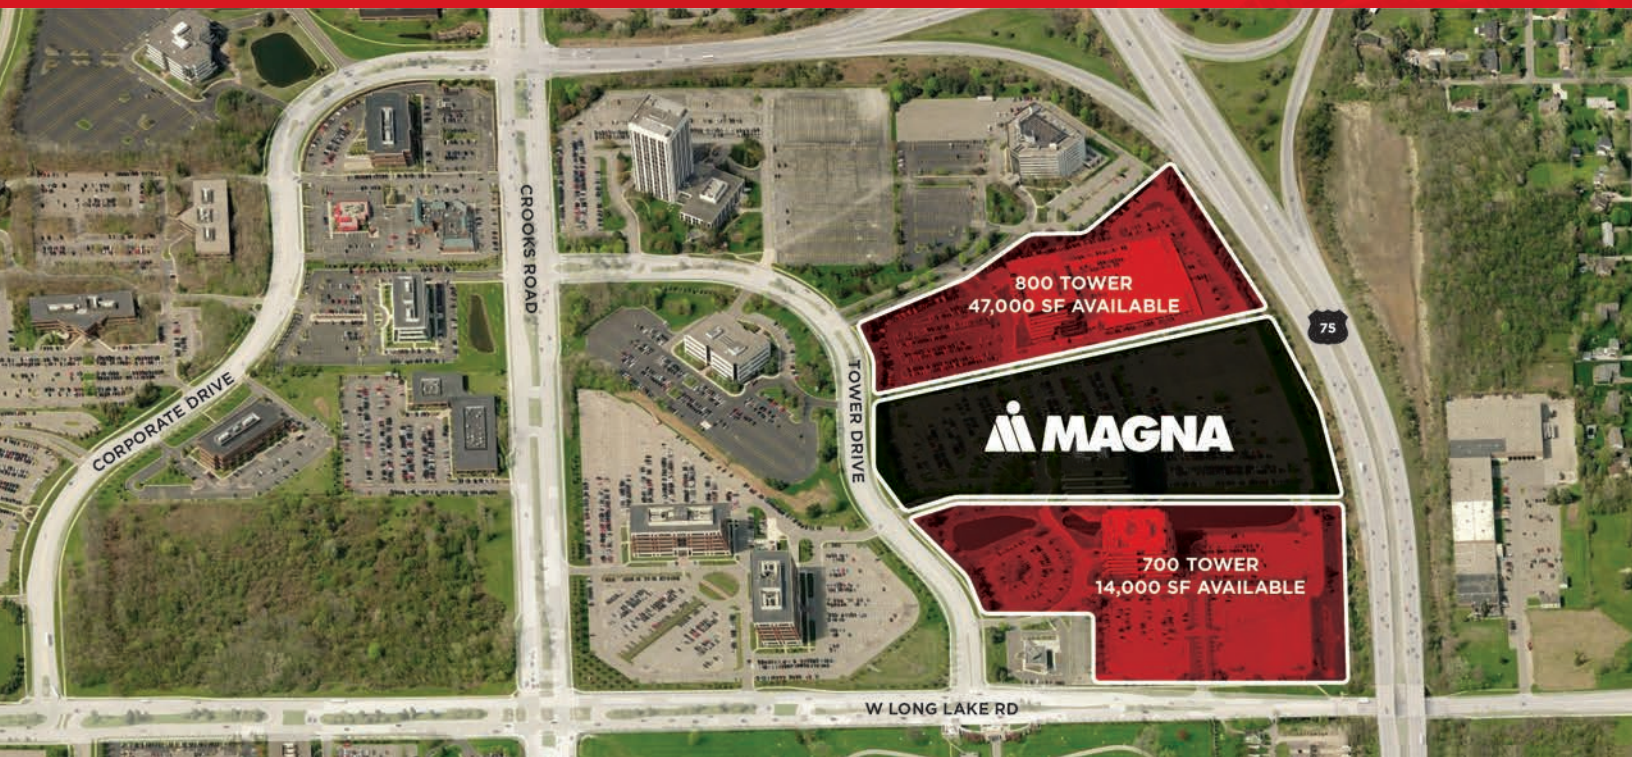 CROOKS ROAD
800 TOWER
47,000 SF AVAILABLE
75
TOWER DRIVE
CORPORATE DRIVE
MAGNA
700 TOWER
14,000 SF AVAILABLE
W LONG LAKE RD